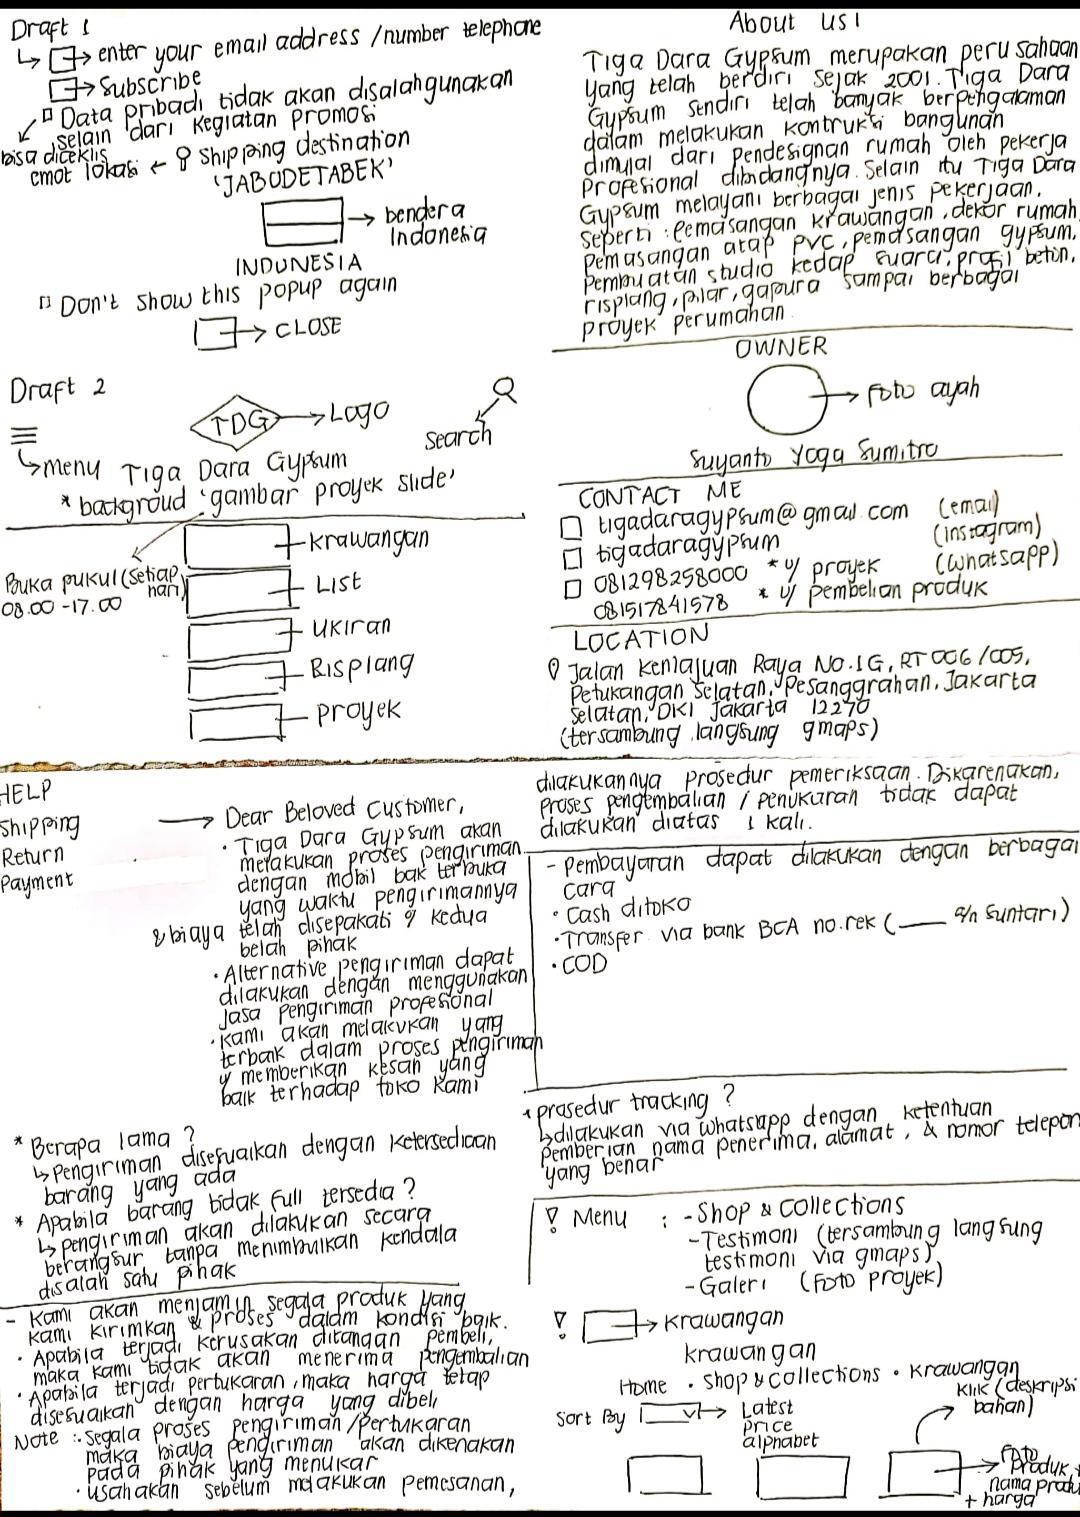 Draft 1
↳ □→ enter your email address / number telephone
□→ Subscribe
□ Data pribadi tidak akan disalahgunakan
selain dari kegiatan promosi
bisa diceklis
emot lokasi ← Shipping destination
'JABODETABEK'
→ bendera
Indonesia
INDUNESIA
□ Don't show this popup again
□→ CLOSE
Draft 2
TDG → Logo
Search
↳ menu Tiga Dara Gypsum
* backgroud 'gambar proyek slide'
Buka pukul (setiap
hari)
08.00 - 17.00
krawangan
List
Ukiran
Risplang
proyek
About us!
Tiga Dara Gypsum merupakan perusahaan
yang telah berdiri sejak 2001. Tiga Dara
Gypsum sendiri telah banyak berpengalaman
dalam melakukan kontruksi bangunan
dimulai dari pendesignan rumah oleh pekerja
Profesional dibidangnya. Selain itu Tiga Dara
Gypsum melayani berbagai jenis pekerjaan.
Seperti : Pemasangan krawangan, dekor rumah,
Pemasangan atap PVC, pemasangan gypsum,
Pembuatan studio kedap suara, profil beton,
risplang, pilar, gapura sampai berbagai
proyek perumahan.
OWNER
→ Foto ayah
Suyanto Yoga Sumitro
CONTACT ME
□ tigadaragypsum@gmail.com (email)
□ tigadaragypsum (instagram)
□ 081298258000 * u/ proyek (whatsapp)
081517841578 * u/ pembelian produk
LOCATION
Jalan Kemajuan Raya No.1G, RT 006/005,
Petukangan Selatan, Pesanggrahan, Jakarta
Selatan, DKI Jakarta 12270
(tersambung langsung gmaps)
HELP
Shipping
Return
Payment
→ Dear Beloved Customer,
· Tiga Dara Gypsum akan
melakukan proses pengiriman
dengan mobil bak terbuka
yang waktu pengirimannya
& biaya telah disepakati kedua
belah pihak
· Alternative pengiriman dapat
dilakukan dengan menggunakan
jasa pengiriman profesional
· kami akan melakukan yang
terbaik dalam proses pengiriman
u/ memberikan kesan yang
baik terhadap toko kami
* Berapa lama ?
↳ Pengiriman disesuaikan dengan ketersediaan
barang yang ada
* Apabila barang tidak full tersedia ?
↳ pengiriman akan dilakukan secara
berangsur tanpa menimbulkan kendala
disalah satu pihak
- Kami akan menjamin segala produk yang
kami kirimkan & proses dalam kondisi baik.
· Apabila terjadi kerusakan ditangan pembeli,
maka kami tidak akan menerima pengembalian
· Apabila terjadi pertukaran, maka harga tetap
disesuaikan dengan harga yang dibeli
Note : · Segala proses pengiriman/Pertukaran
maka biaya pengiriman akan dikenakan
pada pihak yang menukar
· usahakan sebelum melakukan pemesanan,
dilakukannya prosedur pemeriksaan. Dikarenakan,
proses pengembalian / penukaran tidak dapat
dilakukan diatas 1 kali.
- Pembayaran dapat dilakukan dengan berbagai
cara
· Cash ditoko
· Transfer via bank BCA no.rek (___ a/n Suntari)
· COD
* prosedur tracking ?
↳ dilakukan via whatsapp dengan ketentuan
Pemberian nama penerima, alamat, & nomor telepon
yang benar
! Menu : - Shop & Collections
- Testimoni (tersambung langsung
testimoni via gmaps)
- Galeri (Foto proyek)
! □→ krawangan
krawangan
Home · Shop & collections · Krawangan
Sort By → Latest
price
alphabet
Klik (deskripsi
bahan)
→ Foto
Produk +
nama produk
+ harga